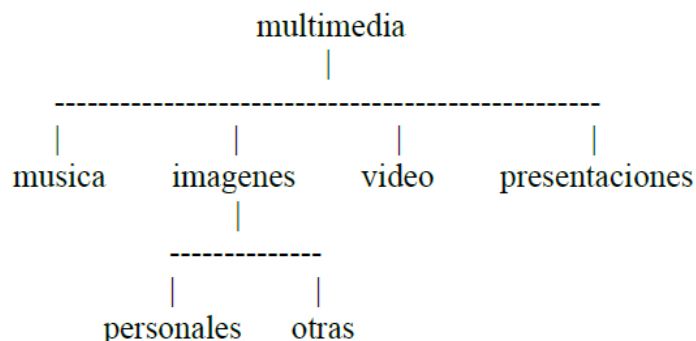 multimedia
musica imagenes video presentaciones
personales otras